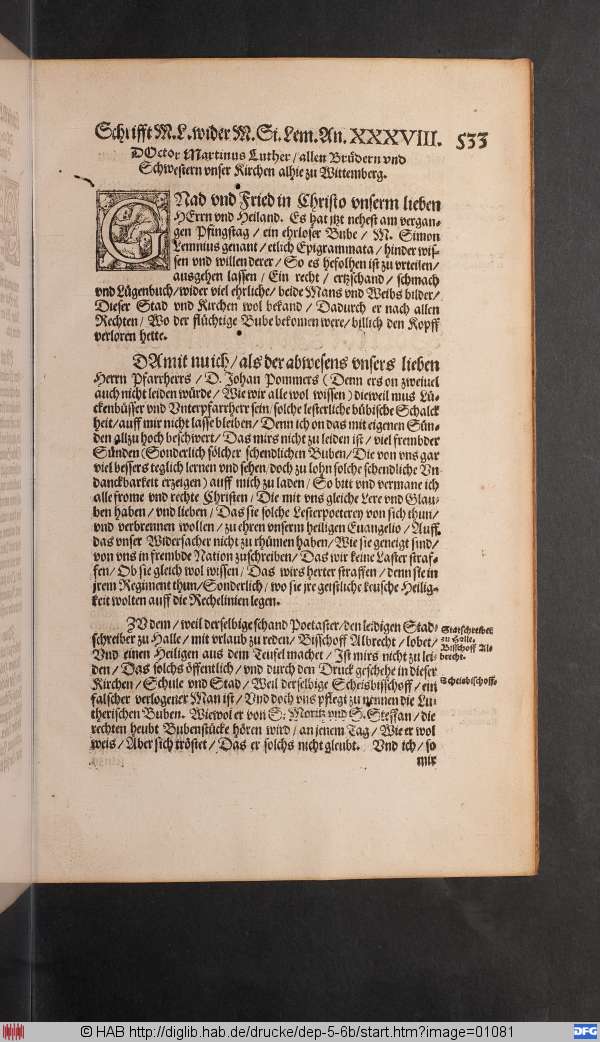 Schrifft M. L. wider M. Si. Lem. An. XXXVIII. 533
DOctor Martinus Luther / allen Brüdern vnd
Schwestern vnser Kirchen alhie zu Wittemberg.
GNad vnd Fried in Christo vnserm lieben
HErrn vnd Heiland. Es hat jtzt nehest am vergan-
gen Pfingstag / ein ehrloser Bube / M. Simon
Lemnius genant / etlich Epigrammata / hinder wis-
sen vnd willen derer / So es befolhen ist zu vrteilen /
ausgehen lassen / Ein recht / ertzschand / schmach
vnd Lügenbuch / wider viel ehrliche / beide Mans vnd Weibs bilder /
Dieser Stad vnd Kirchen wol bekand / Dadurch er nach allen
Rechten / Wo der flüchtige Bube bekomen were / billich den Kopff
verloren hette.
DAmit nu ich / als der abwesens vnsers lieben
Herrn Pfarrherrs / D. Johan Pommers (Denn ers on zweiuel
auch nicht leiden würde / Wie wir alle wol wissen) dieweil mus Lü-
ckenbüsser vnd Vnterpfarrherr sein / solche lesterliche bübische Schalck
heit / auff mir nicht lasse bleiben / Denn ich on das mit eigenen Sün-
den allzu hoch beschwert / Das mirs nicht zu leiden ist / viel frembder
Sünden (Sonderlich sölcher schendlichen Buben / Die von vns gar
viel bessers teglich lernen vnd sehen / doch zu lohn solche schendliche Vn
danckbarkeit erzeigen) auff mich zu laden / So bitt vnd vermane ich
alle frome vnd rechte Christen / Die mit vns gleiche Lere vnd Glau-
ben haben / vnd lieben / Das sie solche Lesterpoeterey von sich thun /
vnd verbrennen wollen / zu ehren vnserm heiligen Euangelio / Auff
das vnser Widersacher nicht zu rhümen haben / Wie sie geneigt sind /
von vns in frembde Nation zuschreiben / Das wir keine Laster straf-
fen / Ob sie gleich wol wissen / Das wirs herter straffen / denn sie in
jrem Regiment thun / Sonderlich / wo sie jre geistliche keusche Heilig-
keit wolten auff die Rechelinien legen.
ZV dem / weil derselbige schand Poetaster / den leidigen Stad-
schreiber zu Halle / mit vrlaub zu reden / Bisschoff Albrecht / lobet /
Vnd einen Heiligen aus dem Teufel machet / Ist mirs nicht zu lei-
den / Das solchs öffentlich / vnd durch den Druck geschehe in dieser
Kirchen / Schule vnd Stad / Weil derselbige Scheisbisschoff / ein
falscher verlogener Man ist / Vnd doch vns pflegt zu nennen die Lu-
therischen Buben. Wiewol er von S. Moritz vnd S. Steffan / die
rechten heubt Bubenstücke hören wird / an jenem Tag / Wie er wol
weis / Aber sich tröstet / Das er solchs nicht gleubt. Vnd ich / so
mir
Statschreiber
zu Halle,
Bisschoff Al-
brecht.
Scheisbischoff.
© HAB http://diglib.hab.de/drucke/dep-5-6b/start.htm?image=01081
DFG